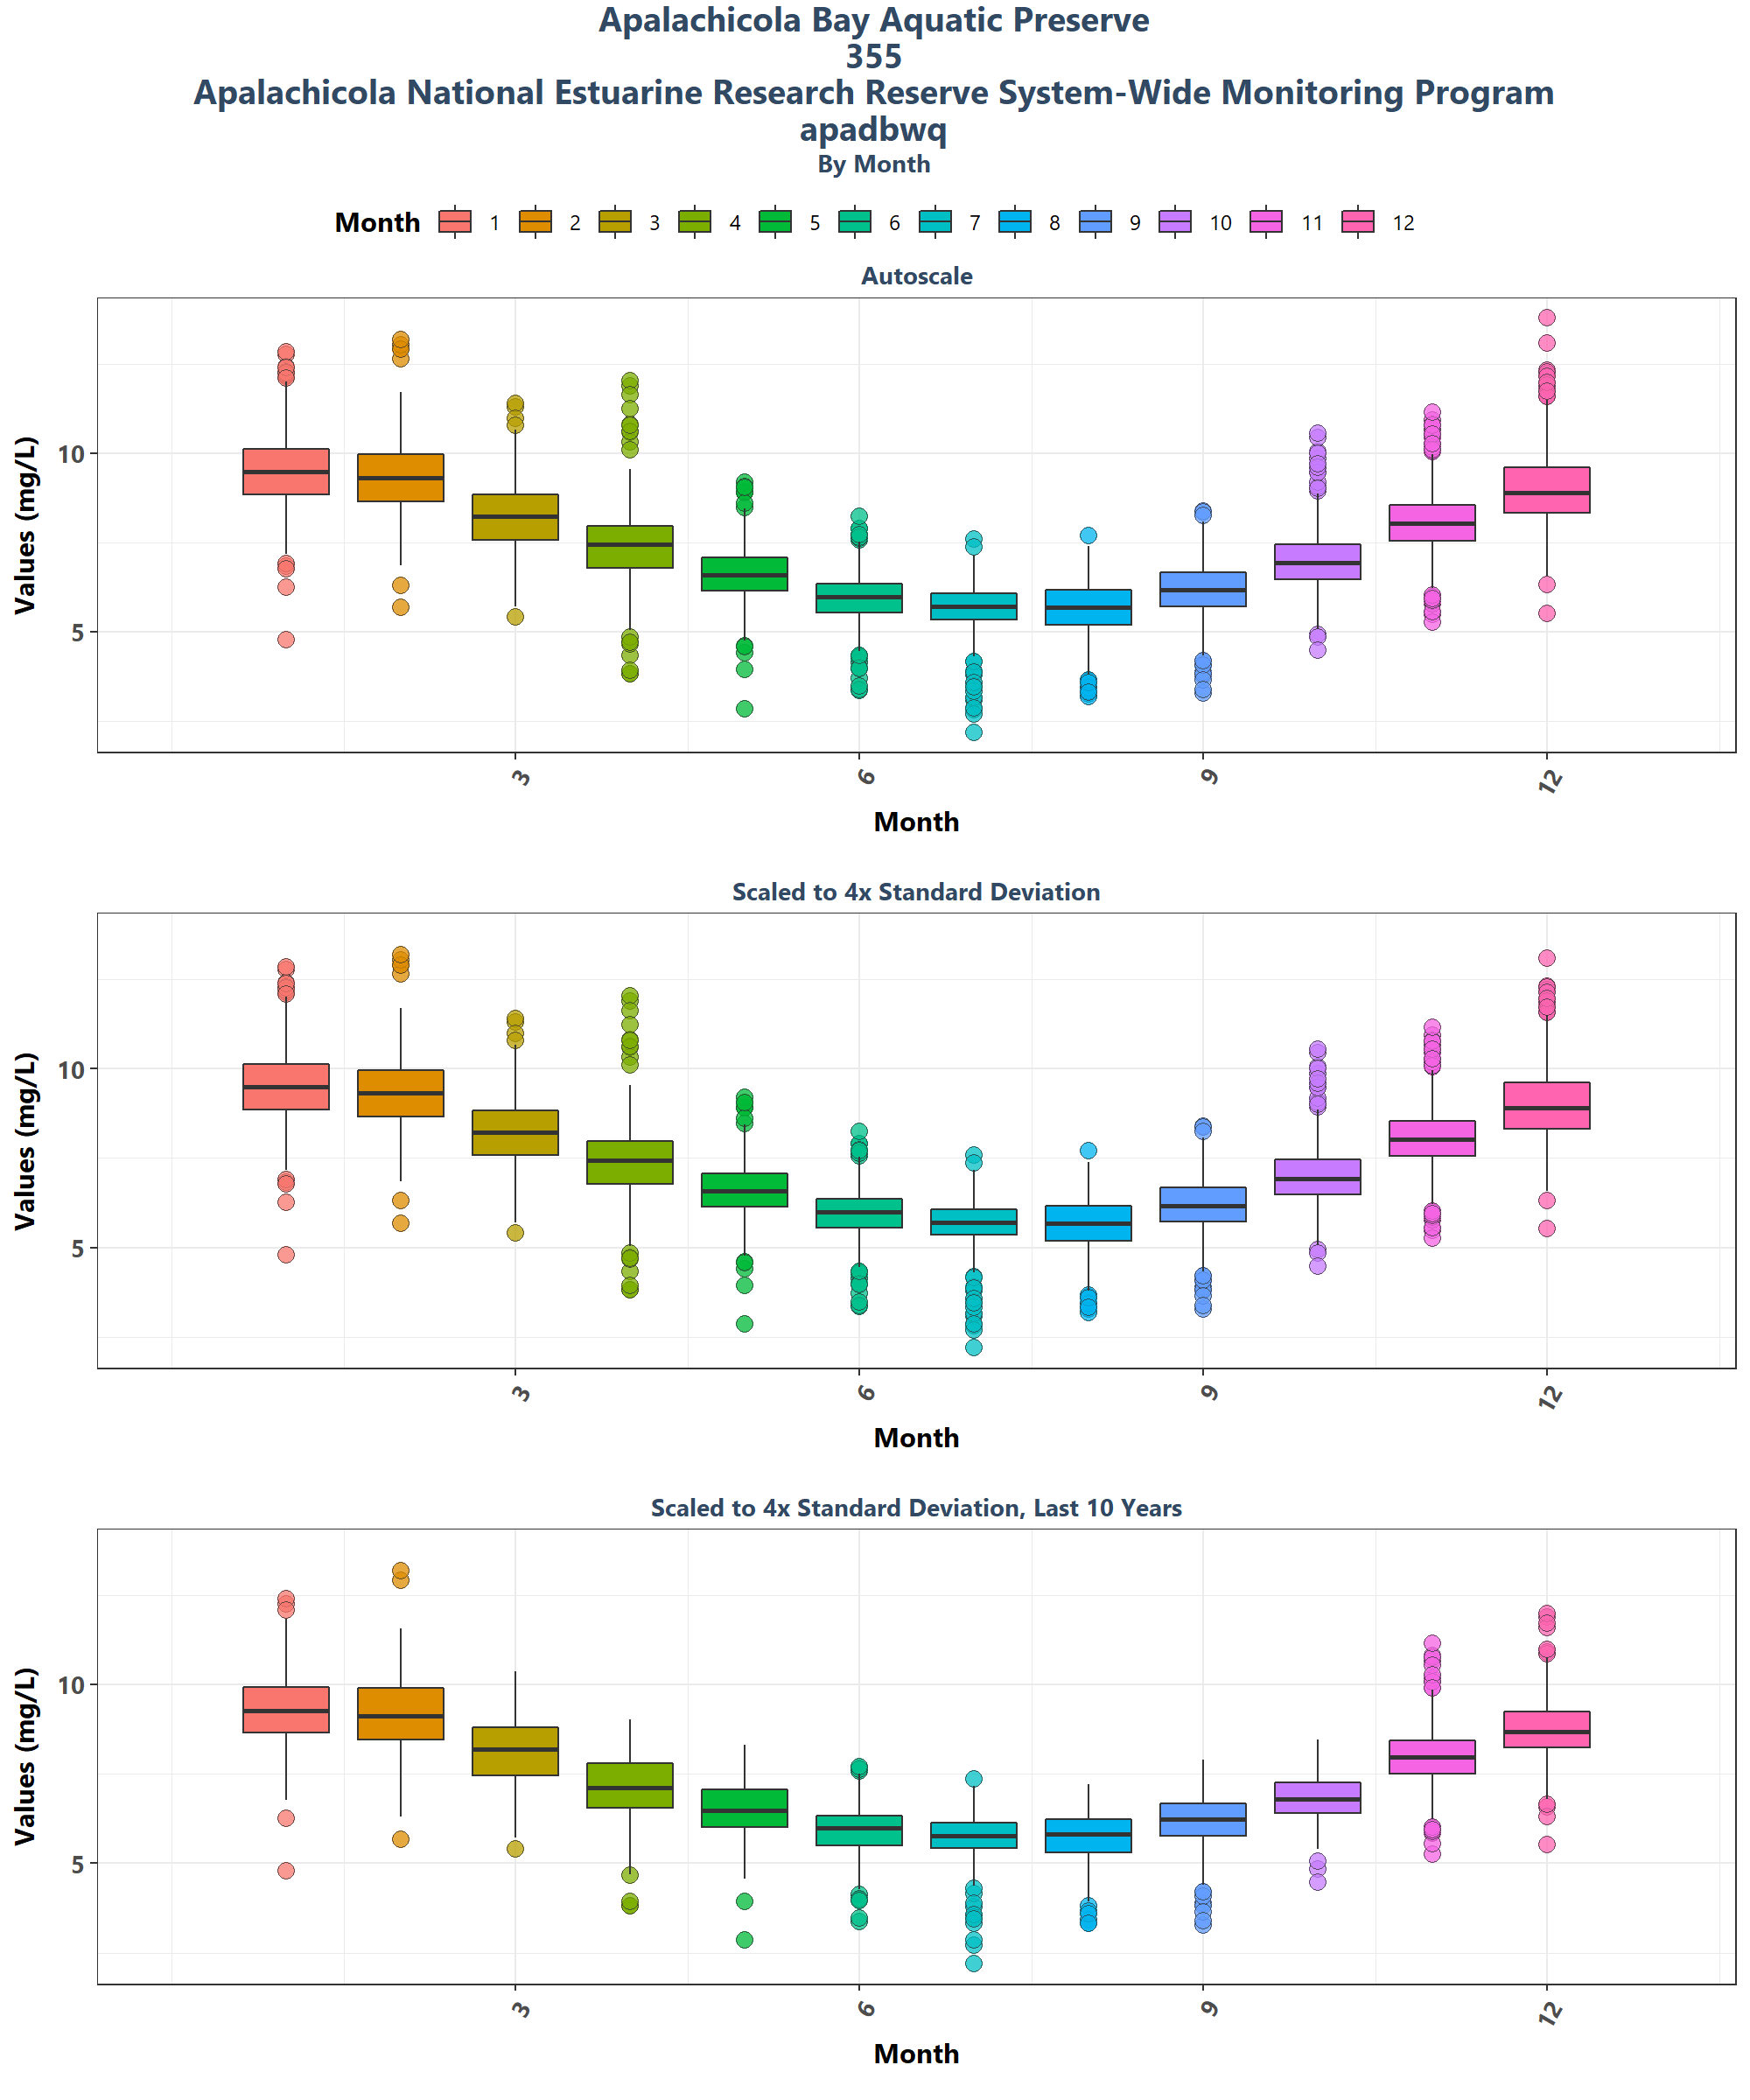 Apalachicola Bay Aquatic Preserve
355
Apalachicola National Estuarine Research Reserve System-Wide Monitoring Program
apadbwq
By Month
Month 1 2 3 4 5 6 7 8 9 10 11 12
Autoscale
Values (mg/L)
10
5
3 6 9 12
Month
Scaled to 4x Standard Deviation
Values (mg/L)
10
5
3 6 9 12
Month
Scaled to 4x Standard Deviation, Last 10 Years
Values (mg/L)
10
5
3 6 9 12
Month